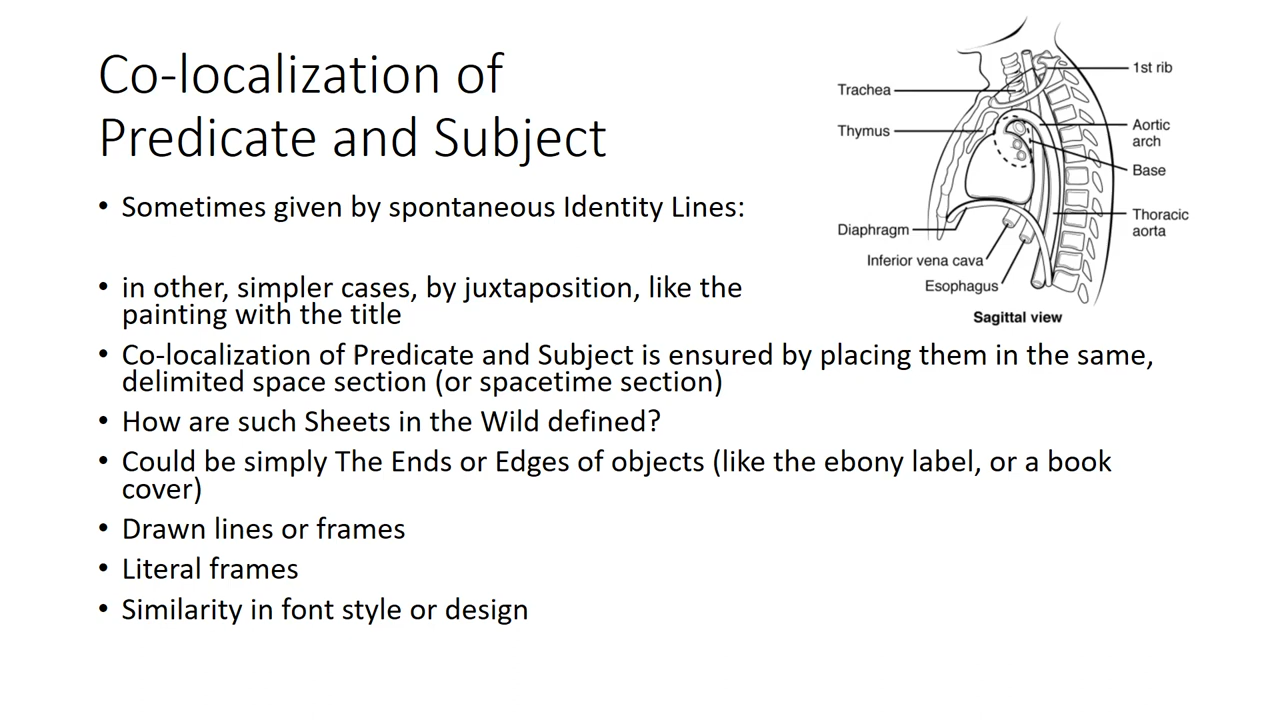 Co-localization of
Predicate and Subject
• Sometimes given by spontaneous Identity Lines:
• in other, simpler cases, by juxtaposition, like the
painting with the title
• Co-localization of Predicate and Subject is ensured by placing them in the same,
delimited space section (or spacetime section)
• How are such Sheets in the Wild defined?
• Could be simply The Ends or Edges of objects (like the ebony label, or a book
cover)
• Drawn lines or frames
• Literal frames
• Similarity in font style or design
Trachea
Thymus
Diaphragm
Inferior vena cava
Esophagus
1st rib
Aortic
arch
Base
Thoracic
aorta
Sagittal view